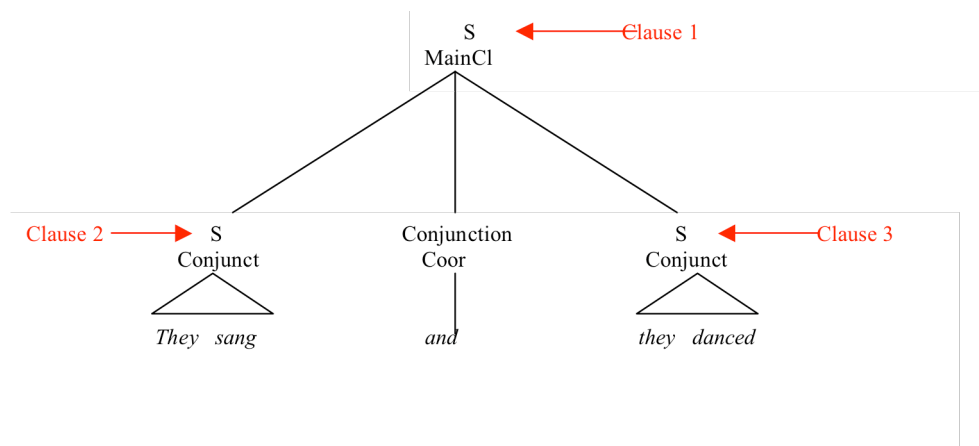 S Clause 1
MainCl
Clause 2 S Conjunction S Clause 3
Conjunct Coor Conjunct
They sang and they danced